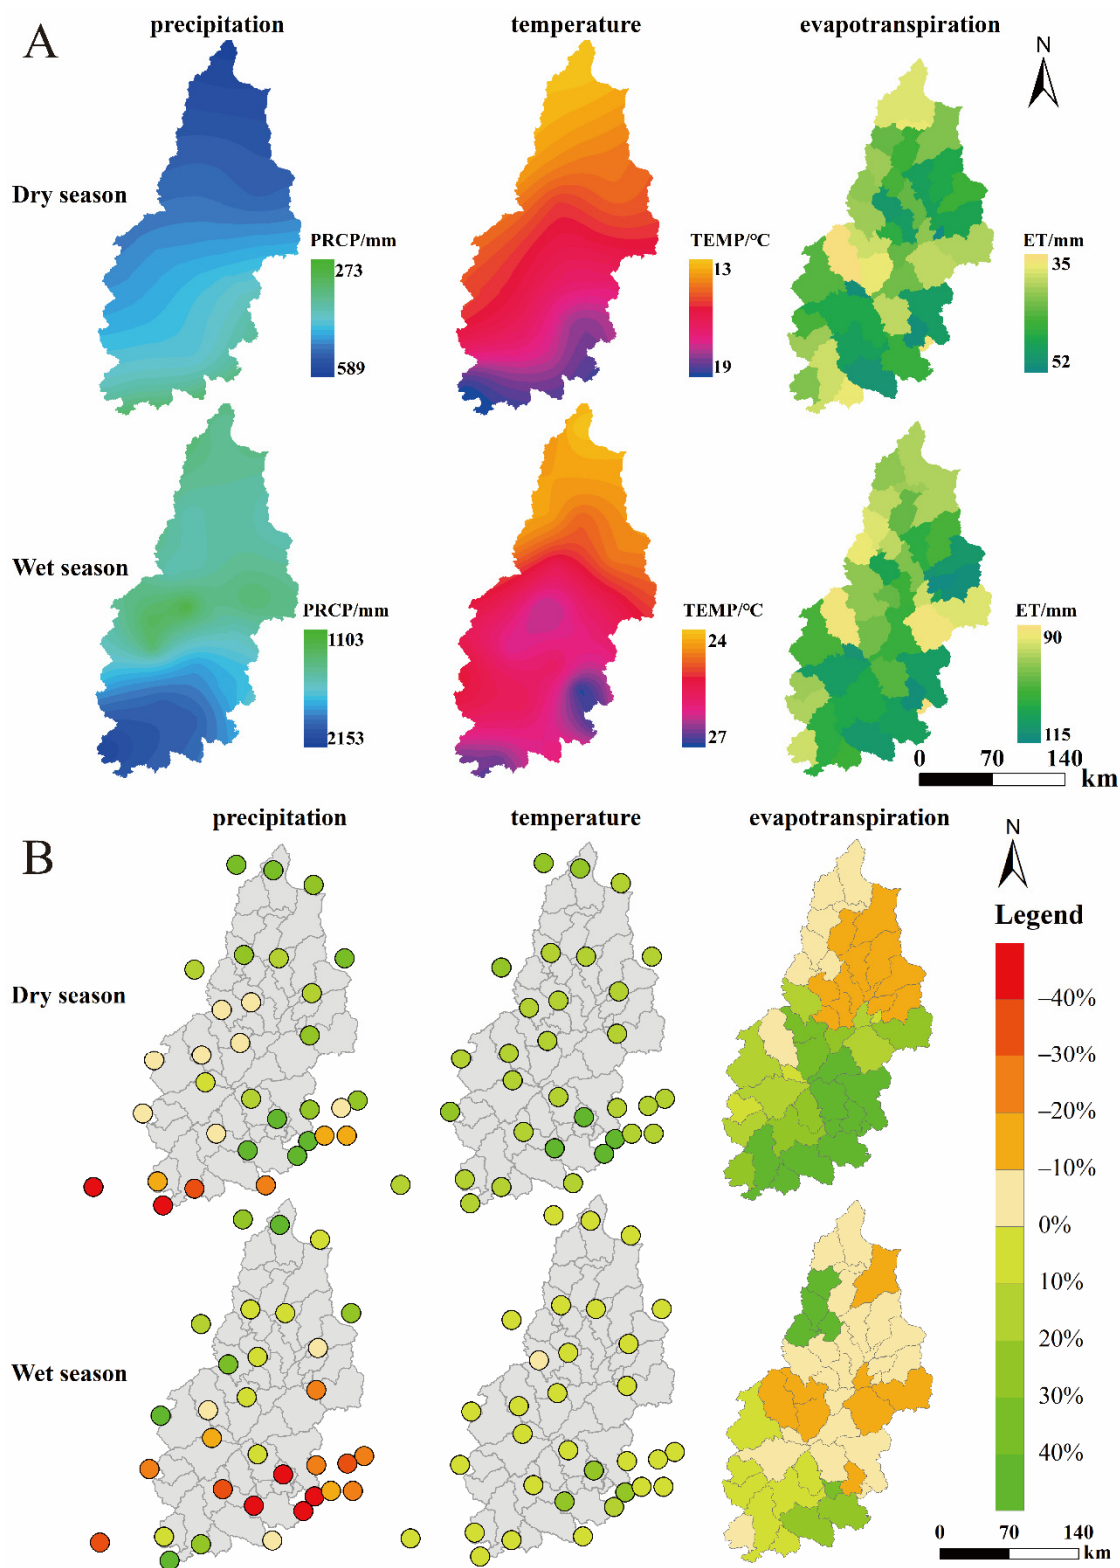 A
precipitation
temperature
evapotranspiration
N
Dry season
PRCP/mm
273
589
TEMP/°C
13
19
ET/mm
35
52
Wet season
PRCP/mm
1103
2153
TEMP/°C
24
27
ET/mm
90
115
0 70 140
km
B
precipitation
temperature
evapotranspiration
N
Legend
Dry season
–40%
–30%
–20%
–10%
0%
10%
20%
30%
40%
Wet season
0 70 140
km